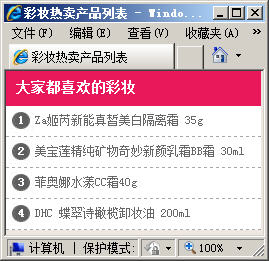 彩妆热卖产品列表 - Windo...
文件(F) 编辑(E) 查看(V) 收藏夹(A) »
彩妆热卖产品列表
大家都喜欢的彩妆
1 Za姬芮新能真皙美白隔离霜 35g
2 美宝莲精纯矿物奇妙新颜乳霜BB霜 30ml
3 菲奥娜水漾CC霜40g
4 DHC 蝶翠诗橄榄卸妆油 200ml
计算机 | 保护模式: 100%